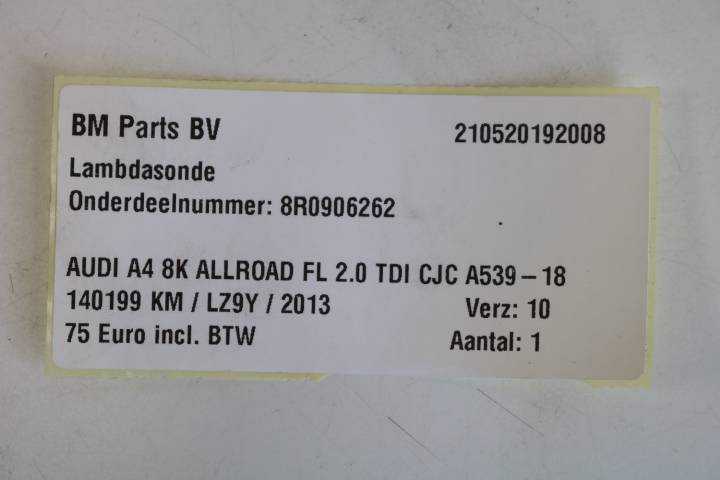 BM Parts BV 210520192008
Lambdasonde
Onderdeelnummer: 8R0906262
AUDI A4 8K ALLROAD FL 2.0 TDI CJC A539-18
140199 KM / LZ9Y / 2013 Verz: 10
75 Euro incl. BTW Aantal: 1